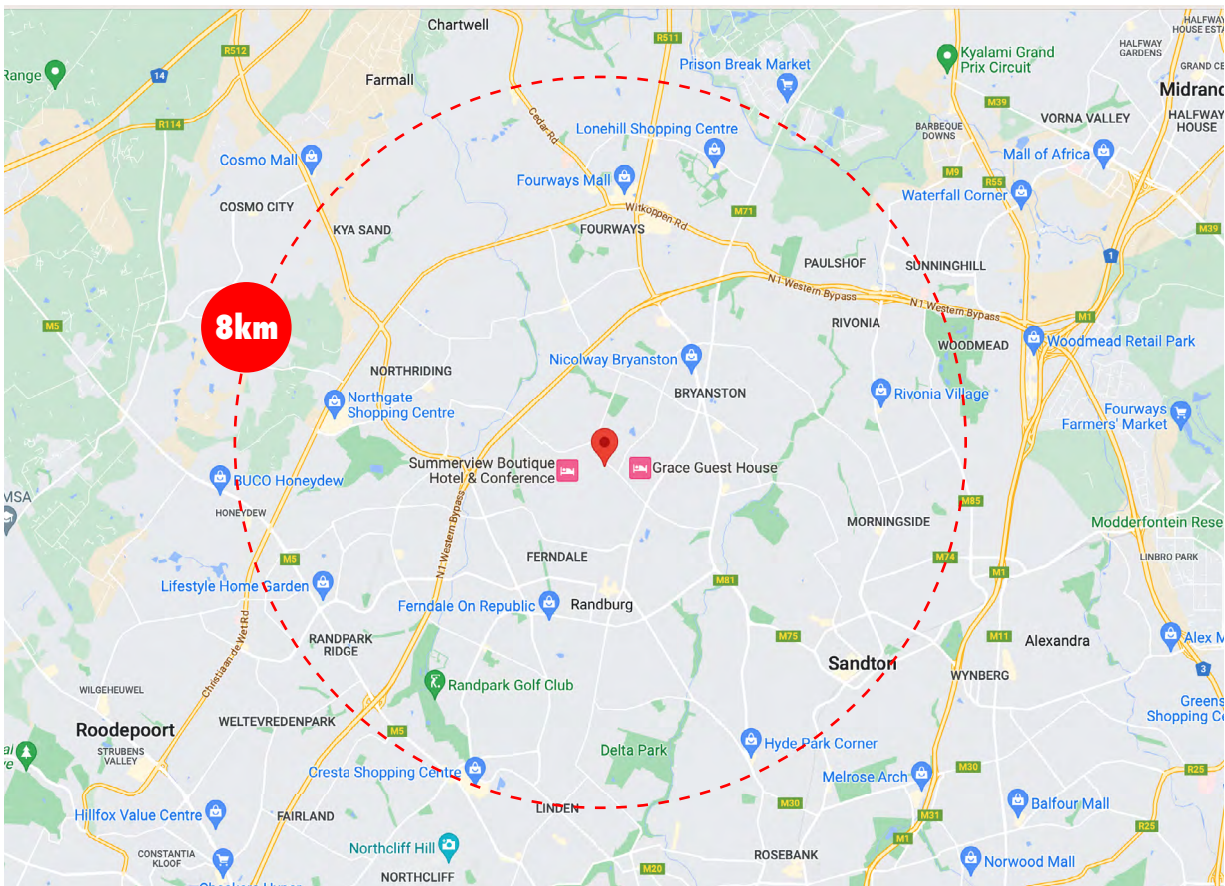 Chartwell
HALFWAY
HOUSE ESTA
R512
R511
HALFWAY
GARDENS
Kyalami Grand
Prix Circuit
Range
14
Prison Break Market
GRAND CE
Farmall
Midrand
M39
R114
Cedar Rd
VORNA VALLEY
HALFWAY
HOUSE
Lonehill Shopping Centre
BARBEQUE
DOWNS
Cosmo Mall
Mall of Africa
M9
Fourways Mall
R55
Waterfall Corner
COSMO CITY
Witkoppen Rd
M71
KYA SAND
FOURWAYS
M39
1
PAULSHOF
SUNNINGHILL
N1 Western Bypass
N1 Western Bypass
8km
M5
M1
RIVONIA
WOODMEAD
Woodmead Retail Park
Nicolway Bryanston
NORTHRIDING
BRYANSTON
Rivonia Village
Northgate
Shopping Centre
Fourways
Farmers' Market
Summerview Boutique
Hotel & Conference
Grace Guest House
BUCO Honeydew
MSA
M85
HONEYDEW
MORNINGSIDE
Modderfontein Rese
N1 Western Bypass
FERNDALE
M5
M74
LINBRO PARK
M1
M81
Lifestyle Home Garden
Ferndale On Republic
Randburg
RANDPARK
RIDGE
M75
M11
Alexandra
Alex M
Christiaan de Wet Rd
Sandton
3
WYNBERG
Randpark Golf Club
WILGEHEUWEL
Greens
Shopping Ce
WELTEVREDENPARK
Roodepoort
M5
STRUBENS
VALLEY
Delta Park
Hyde Park Corner
al
ve
Cresta Shopping Centre
M30
R25
Melrose Arch
LINDEN
M30
Balfour Mall
Hillfox Value Centre
FAIRLAND
M31
R25
M1
Northcliff Hill
CONSTANTIA
KLOOF
ROSEBANK
Norwood Mall
M20
NORTHCLIFF
Checkers Hyper